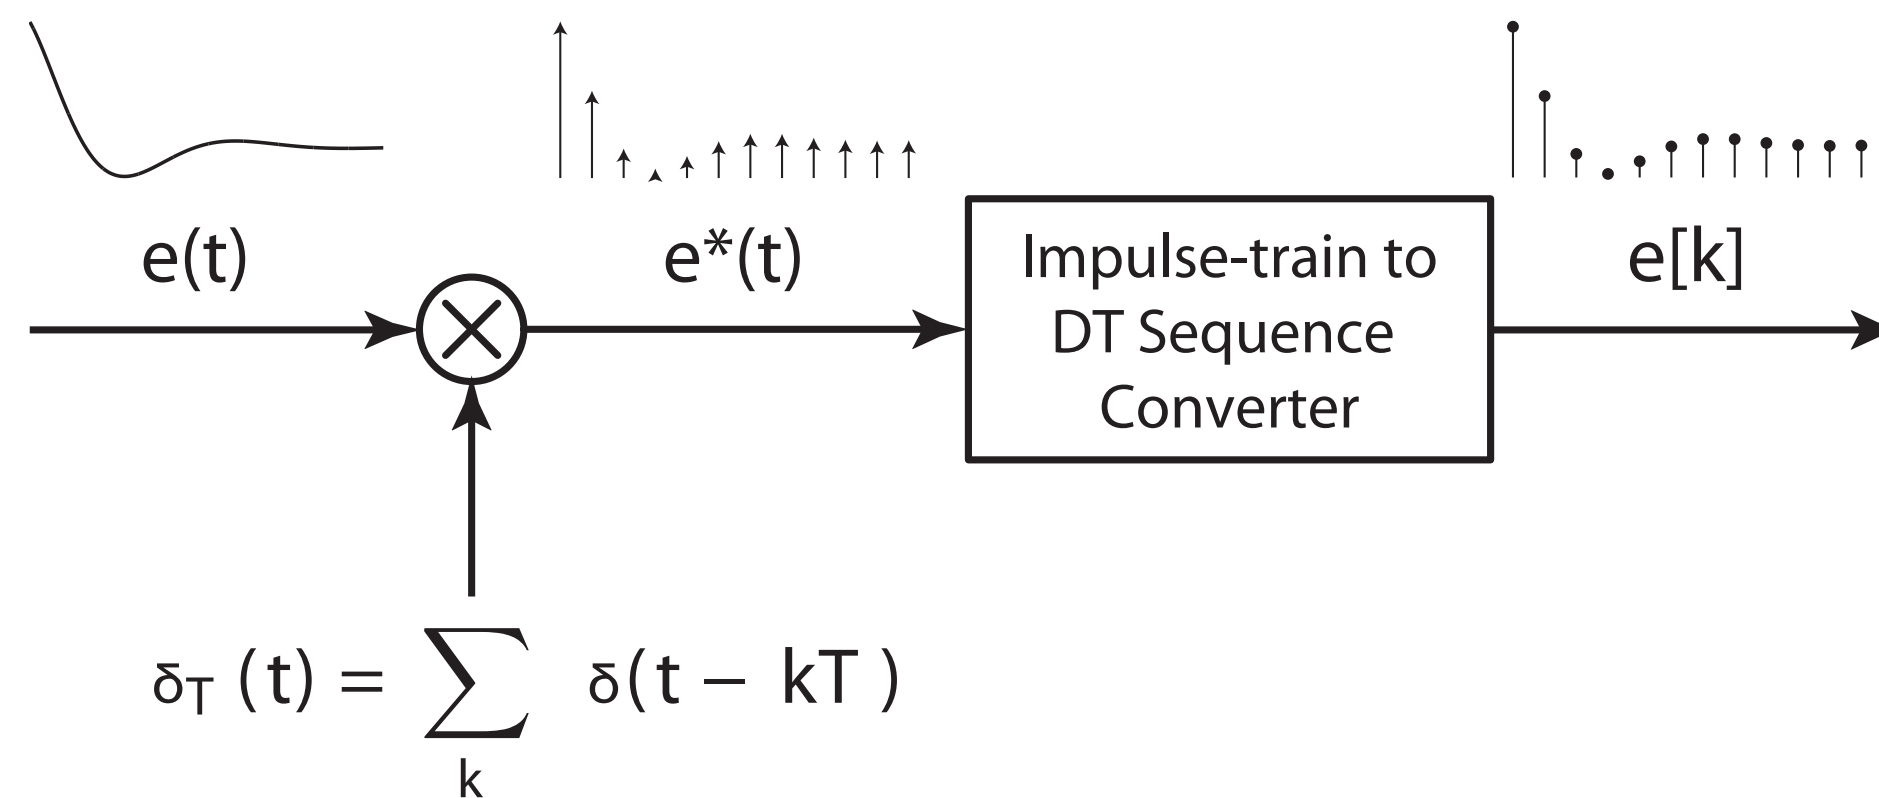 e(t)
e*(t)
Impulse-train to
DT Sequence
Converter
e[k]
δT (t) = ∑ δ(t − kT )
k